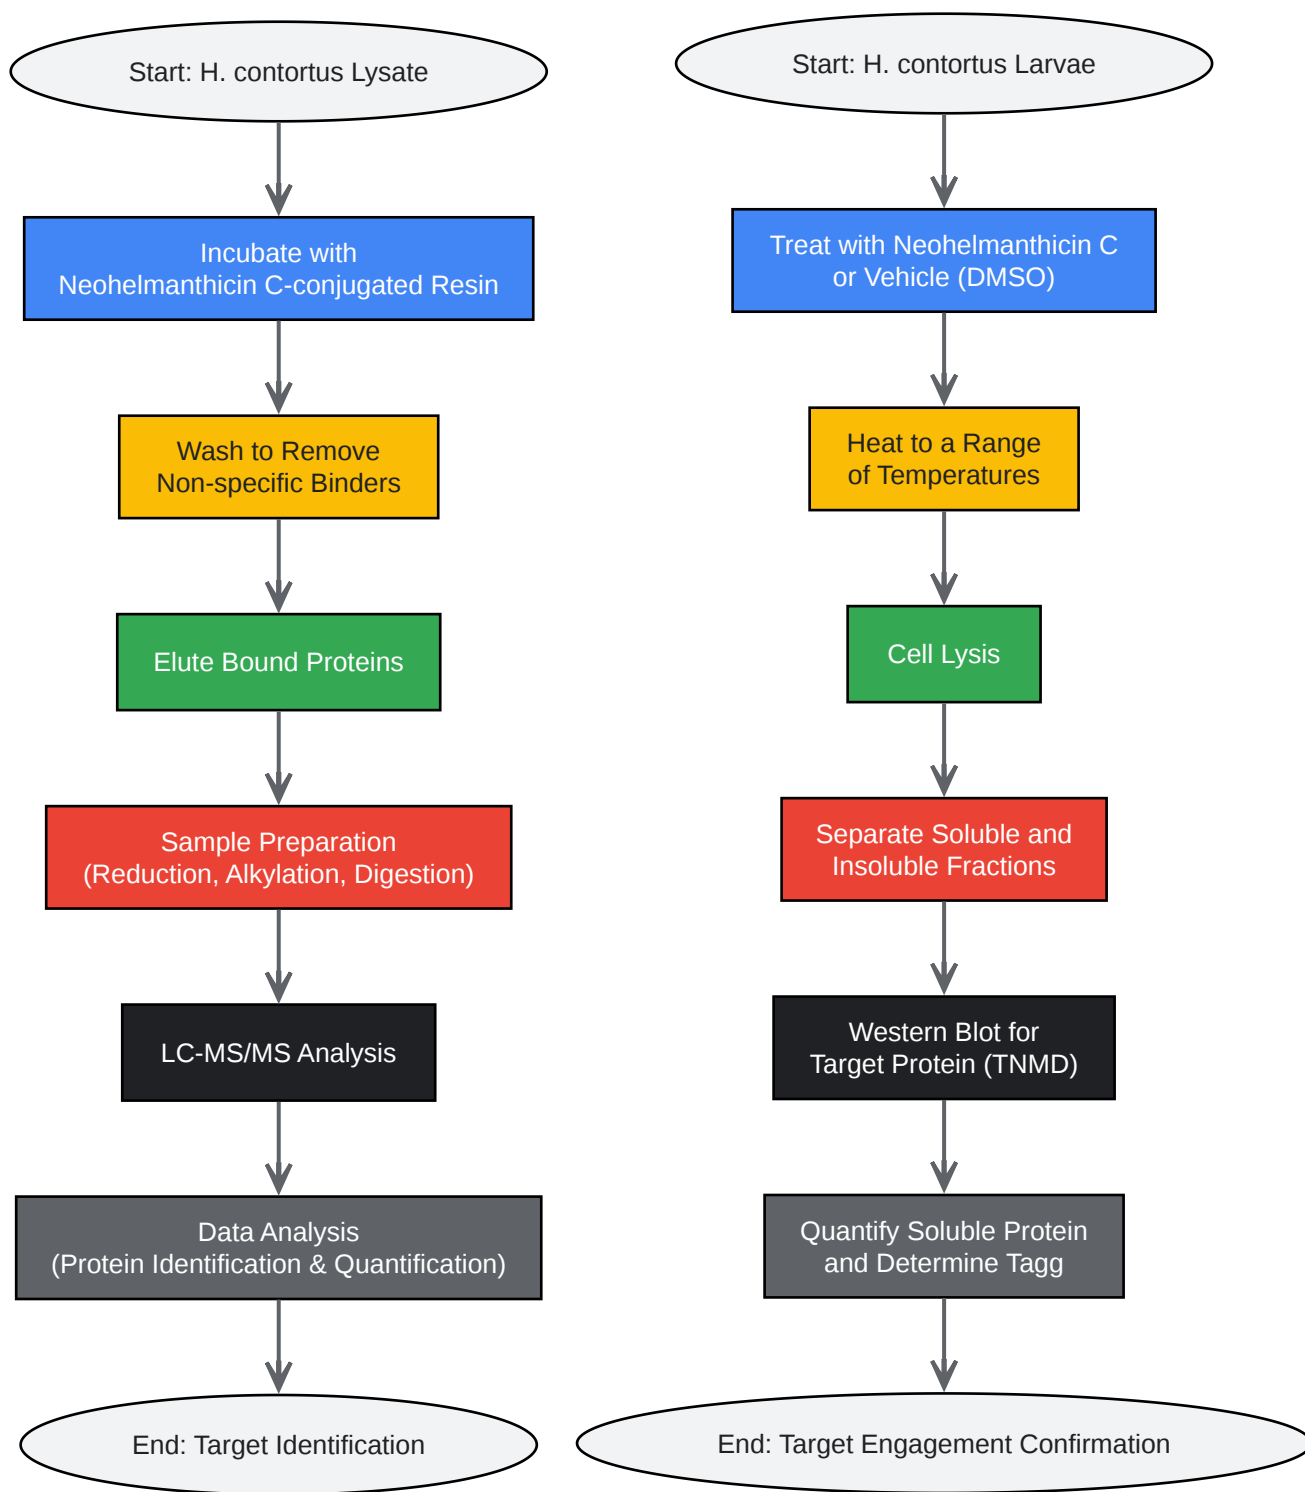 Start: H. contortus Lysate
Incubate with
Neohelmanthicin C-conjugated Resin
Wash to Remove
Non-specific Binders
Elute Bound Proteins
Sample Preparation
(Reduction, Alkylation, Digestion)
LC-MS/MS Analysis
Data Analysis
(Protein Identification & Quantification)
End: Target Identification
Start: H. contortus Larvae
Treat with Neohelmanthicin C
or Vehicle (DMSO)
Heat to a Range
of Temperatures
Cell Lysis
Separate Soluble and
Insoluble Fractions
Western Blot for
Target Protein (TNMD)
Quantify Soluble Protein
and Determine Tagg
End: Target Engagement Confirmation